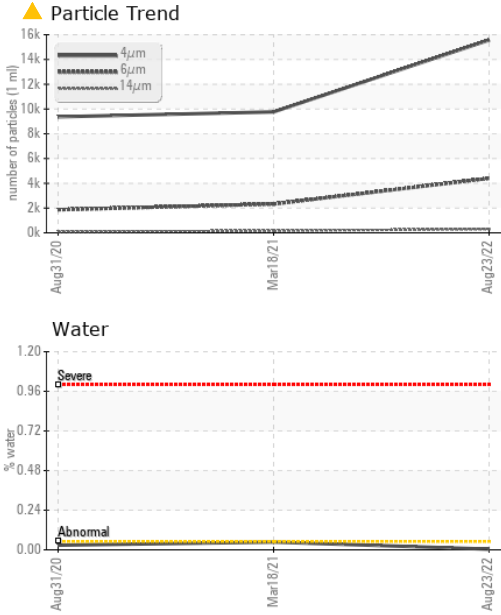 Particle Trend
number of particles (1 ml)
16k
14k
12k
10k
8k
6k
4k
2k
0k
4µm
6µm
14µm
Aug31/20
Mar18/21
Aug23/22
Water
% water
1.20
0.96
0.72
0.48
0.24
0.00
Severe
Abnormal
Aug31/20
Mar18/21
Aug23/22